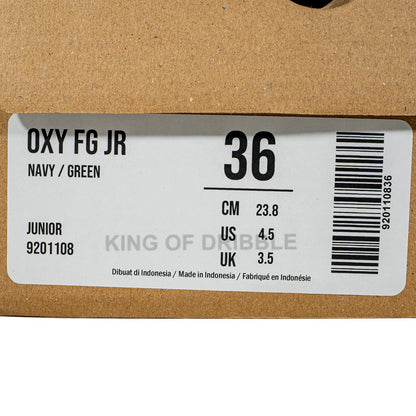 OXY FG JR
NAVY / GREEN
36
CM 23.8
US 4.5
UK 3.5
JUNIOR
9201108
KING OF DRIBBLE
Dibuat di Indonesia / Made in Indonesia / Fabriqué en Indonésie
920110836